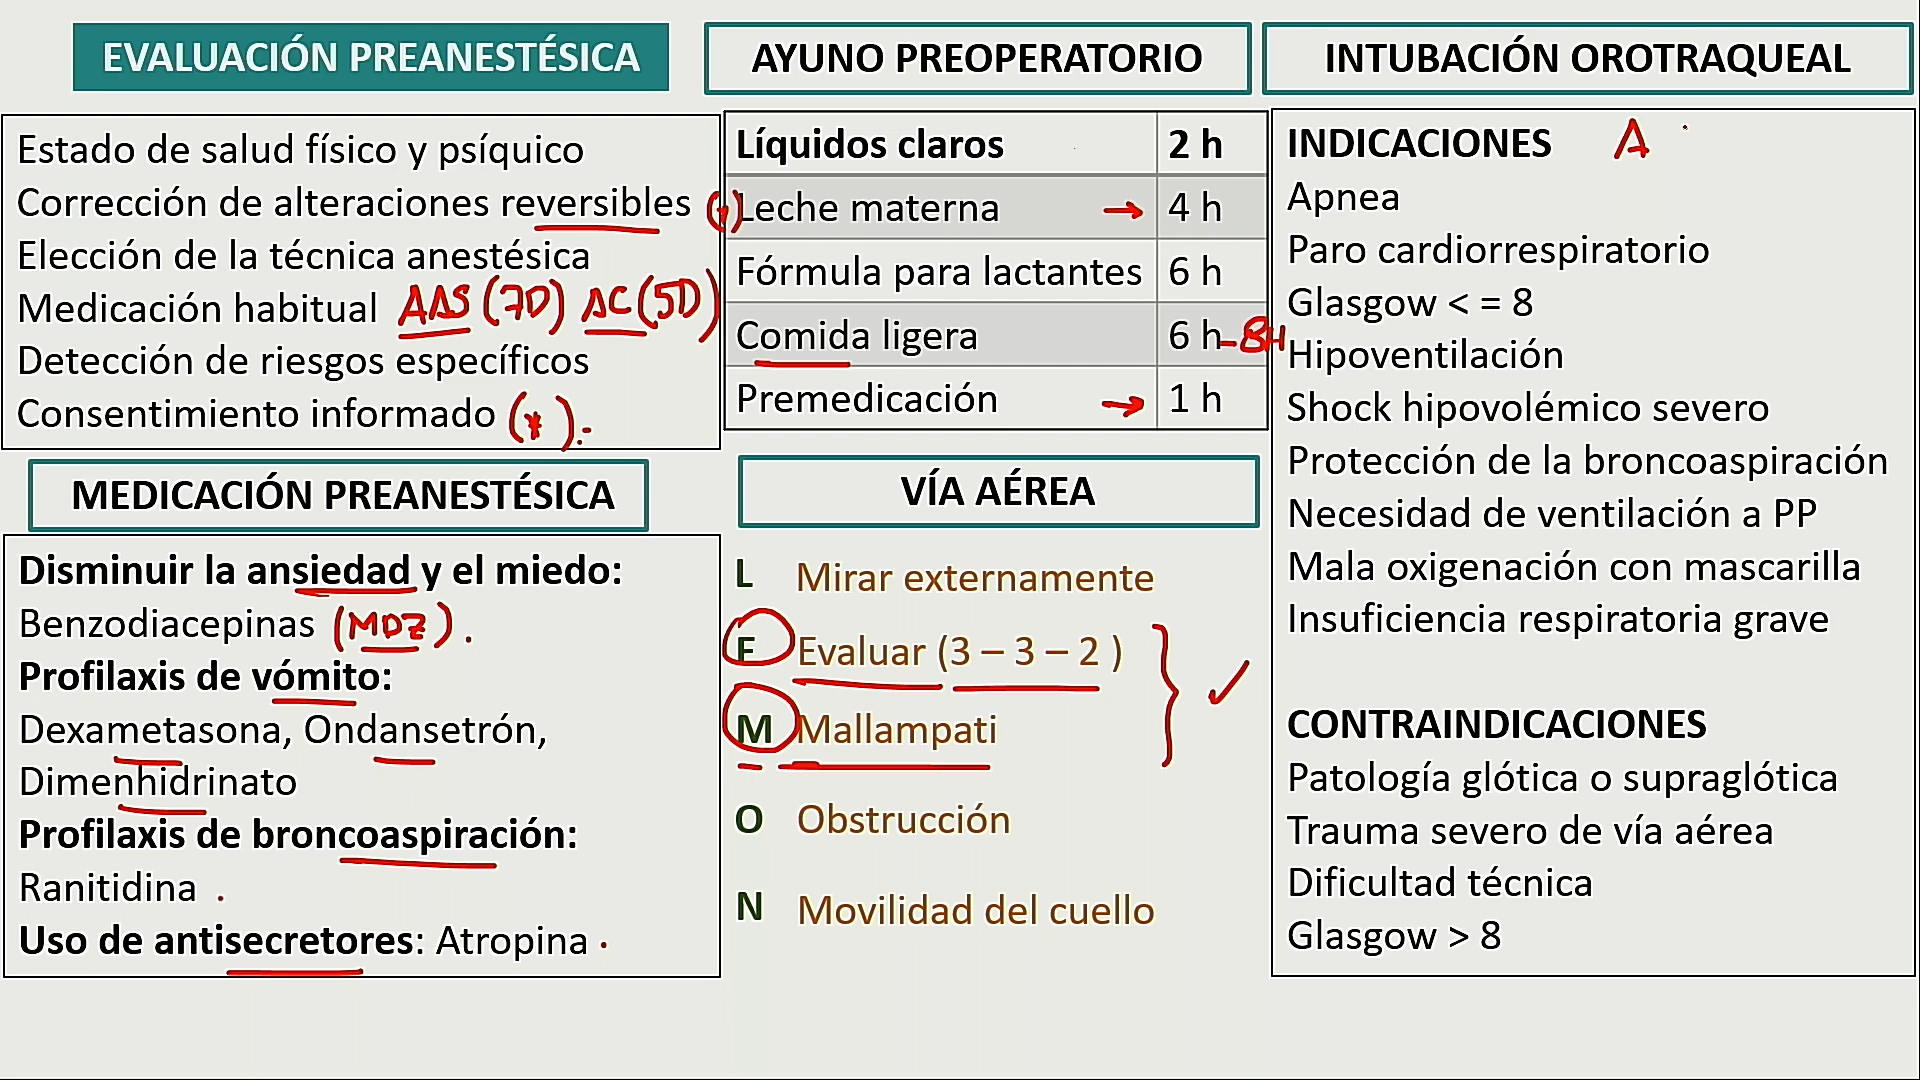 EVALUACIÓN PREANESTÉSICA
Estado de salud físico y psíquico
Corrección de alteraciones reversibles (*)
Elección de la técnica anestésica
Medicación habitual AAS (7D) AC (5D)
Detección de riesgos específicos
Consentimiento informado (*).
MEDICACIÓN PREANESTÉSICA
Disminuir la ansiedad y el miedo:
Benzodiacepinas (MDZ).
Profilaxis de vómito:
Dexametasona, Ondansetrón,
Dimenhidrinato
Profilaxis de broncoaspiración:
Ranitidina
Uso de antisecretores: Atropina
AYUNO PREOPERATORIO
Líquidos claros 2 h
Leche materna → 4 h
Fórmula para lactantes 6 h
Comida ligera 6 h - 8H
Premedicación → 1 h
VÍA AÉREA
L Mirar externamente
E Evaluar (3 – 3 – 2 )
M Mallampati
O Obstrucción
N Movilidad del cuello
INTUBACIÓN OROTRAQUEAL
INDICACIONES A
Apnea
Paro cardiorrespiratorio
Glasgow < = 8
Hipoventilación
Shock hipovolémico severo
Protección de la broncoaspiración
Necesidad de ventilación a PP
Mala oxigenación con mascarilla
Insuficiencia respiratoria grave
CONTRAINDICACIONES
Patología glótica o supraglótica
Trauma severo de vía aérea
Dificultad técnica
Glasgow > 8